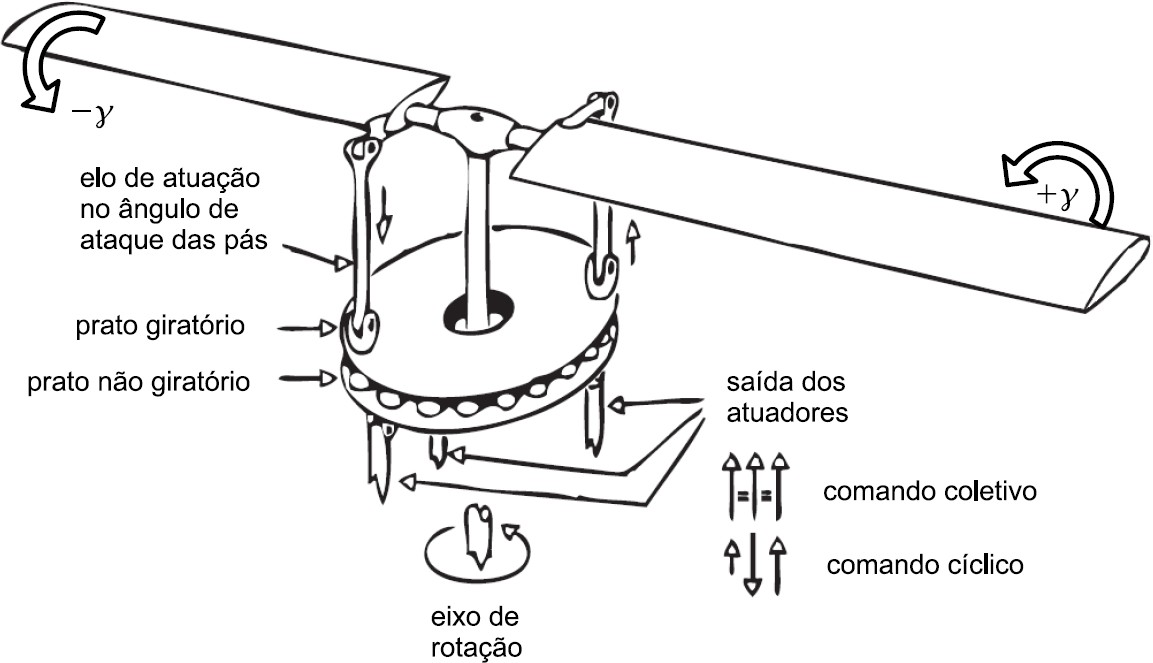 −γ
+γ
elo de atuação
no ângulo de
ataque das pás
prato giratório
prato não giratório
saída dos
atuadores
= =
comando coletivo
comando cíclico
eixo de
rotação